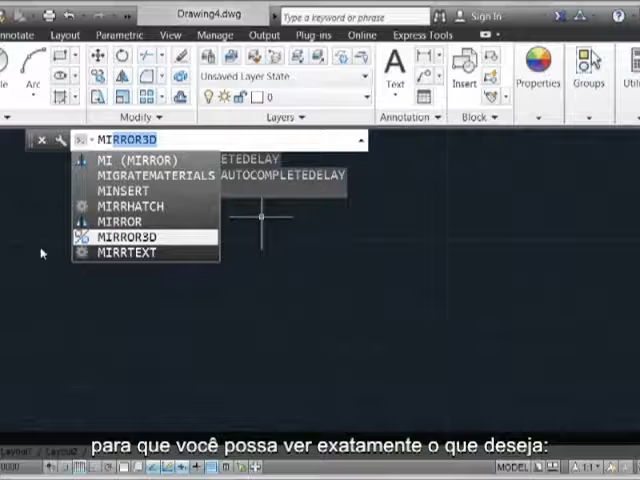 Drawing4.dwg
Type a keyword or phrase
Sign In
Layout Parametric View Manage Output Plug-ins Online Express Tools
Arc
Text
Unsaved Layer State
0
Insert
Properties
Groups
Modify
Layers
Annotation
Block
MIRROR3D
MI (MIRROR)
ETEDELAY
MIGRATEMATERIALS
AUTOCOMPLETEDELAY
MINSERT
MIRRHATCH
MIRROR
MIRROR3D
MIRRTEXT
para que você possa ver exatamente o que deseja:
MODEL
1:1